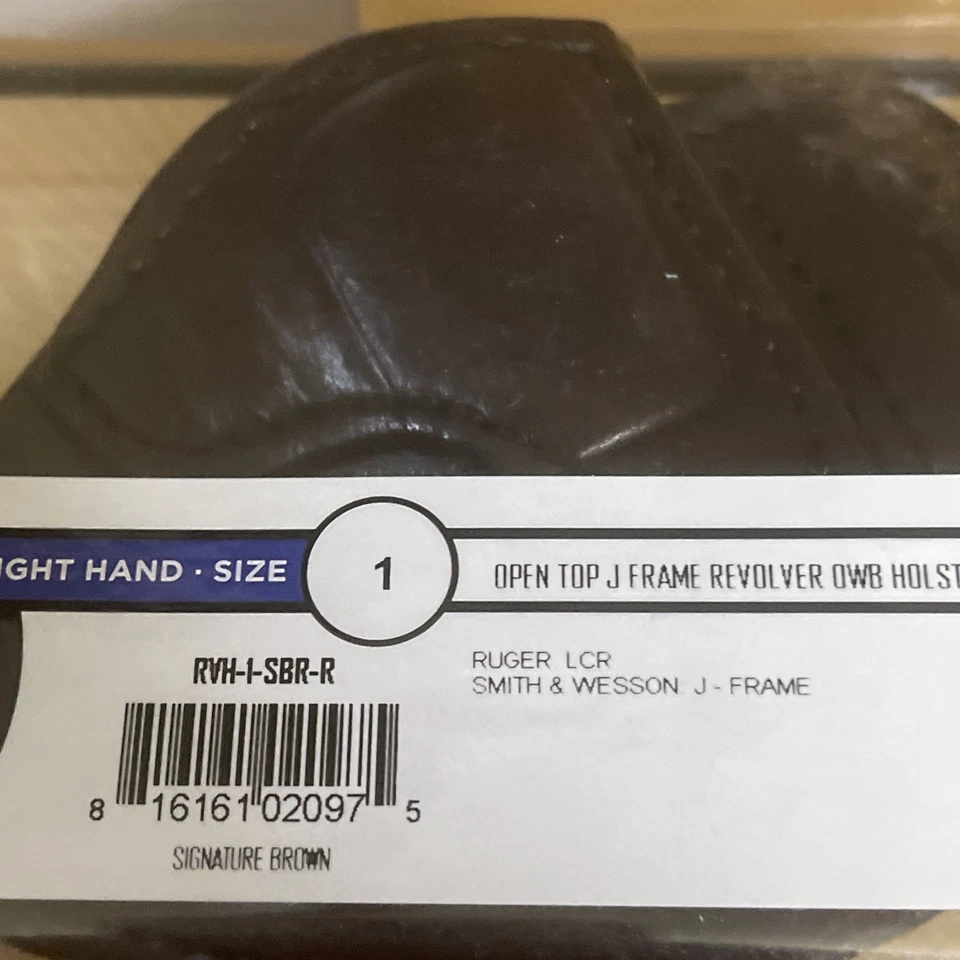 IGHT HAND · SIZE 1 OPEN TOP J FRAME REVOLVER OWB HOLST
RVH-1-SBR-R
RUGER LCR
SMITH & WESSON J - FRAME
8 16161 02097 5
SIGNATURE BROWN